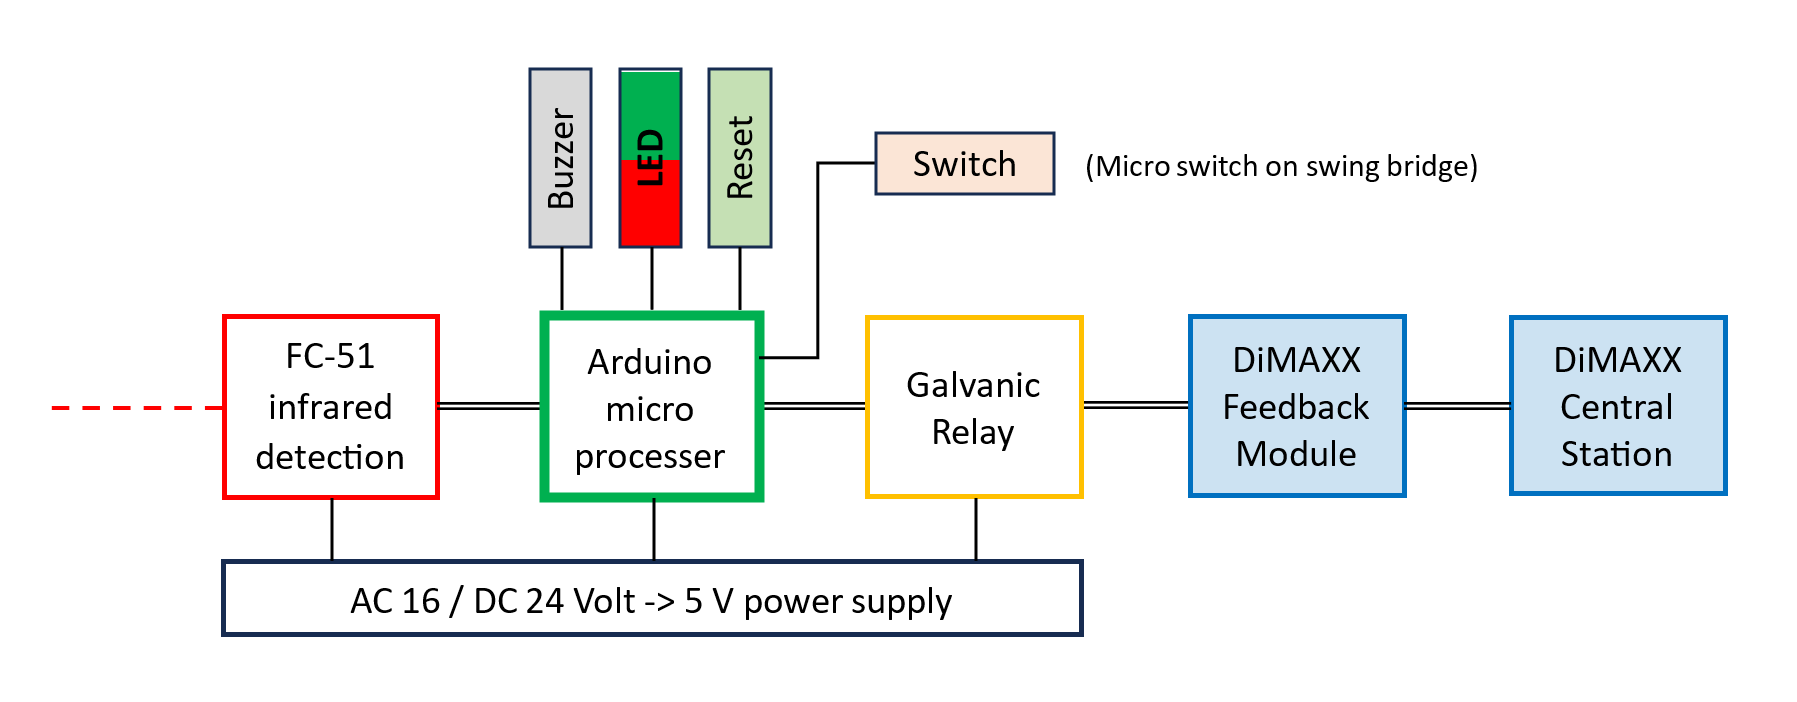 Buzzer
LED
Reset
Switch
(Micro switch on swing bridge)
FC-51
infrared
detection
Arduino
micro
processer
Galvanic
Relay
DiMAXX
Feedback
Module
DiMAXX
Central
Station
AC 16 / DC 24 Volt -> 5 V power supply